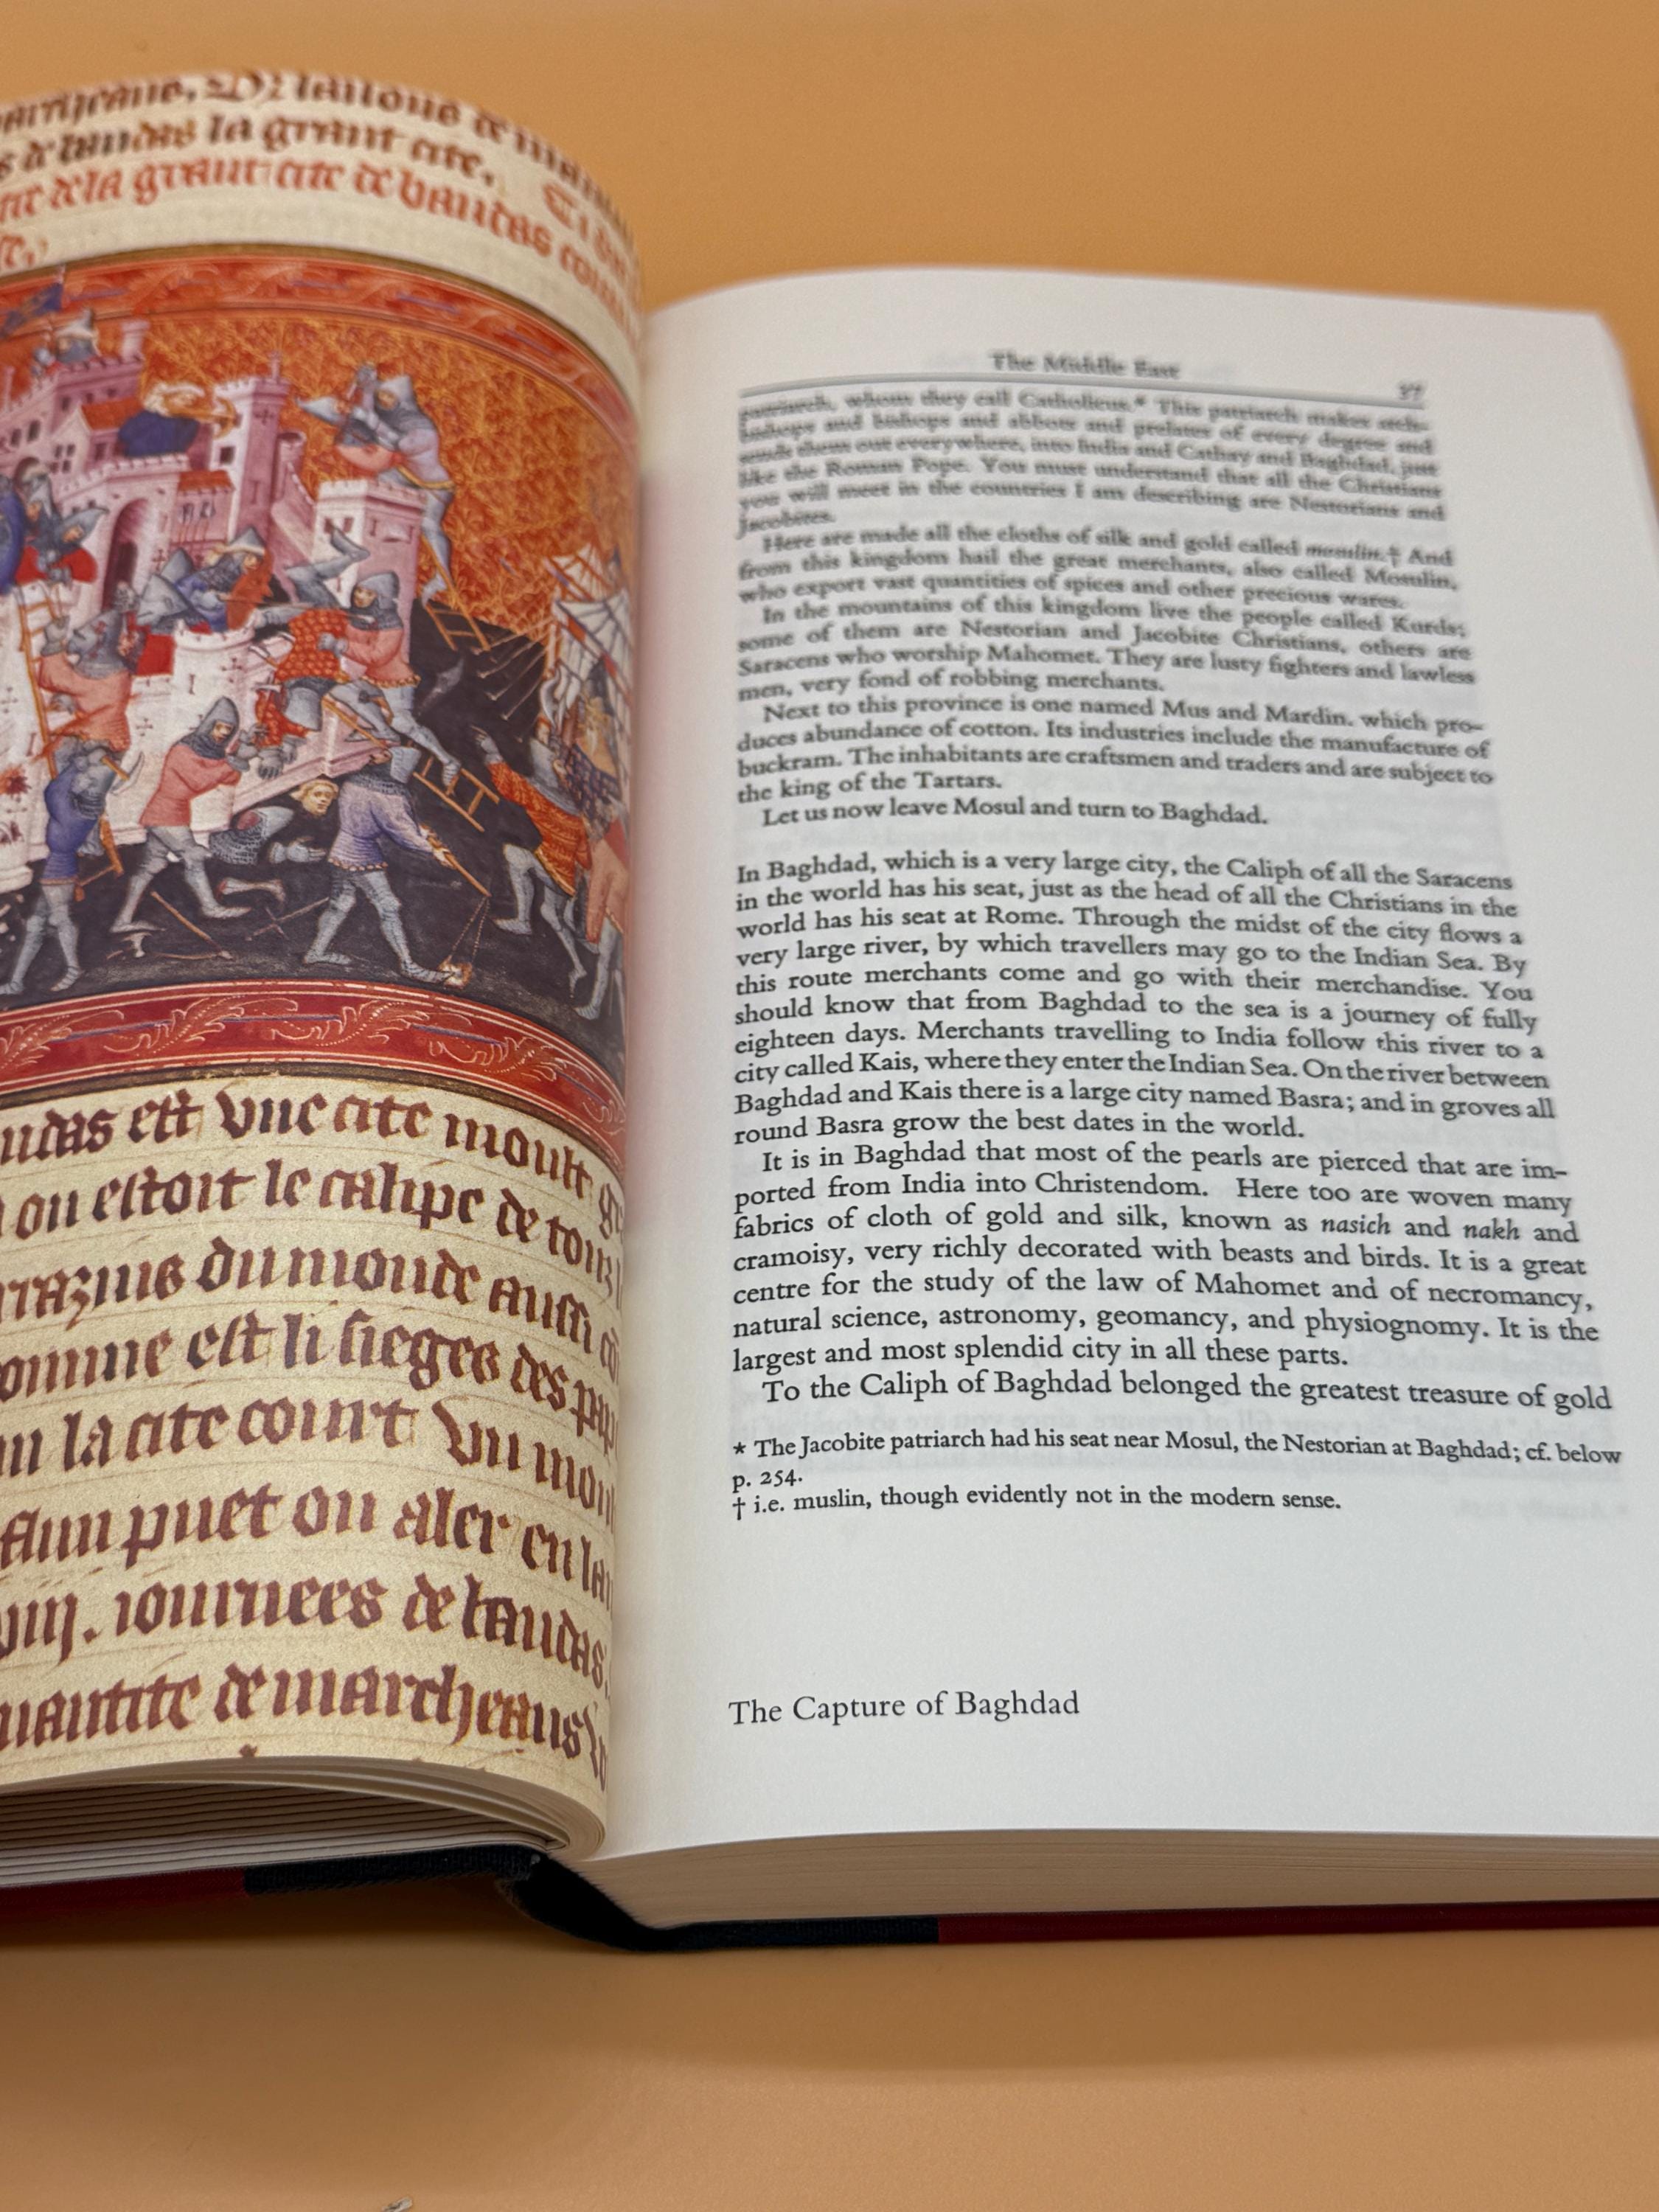 la grant cite.
de la grant cite de baudas
est vne cite moult
ou estoit le calipe de touz
du monde aussi
est li sieges des
la cite court vn
puet on aler en la
iournees de baudas.
de marcheans
The Middle East
37
patriarch, whom they call Catholicus.* This patriarch makes arch-
bishops and bishops and abbots and prelates of every degree and
sends them out everywhere, into India and Cathay and Baghdad, just
like the Roman Pope. You must understand that all the Christians
you will meet in the countries I am describing are Nestorians and
Jacobites.
Here are made all the cloths of silk and gold called mosulin.† And
from this kingdom hail the great merchants, also called Mosulin,
who export vast quantities of spices and other precious wares.
In the mountains of this kingdom live the people called Kurds;
some of them are Nestorian and Jacobite Christians, others are
Saracens who worship Mahomet. They are lusty fighters and lawless
men, very fond of robbing merchants.
Next to this province is one named Mus and Mardin, which pro-
duces abundance of cotton. Its industries include the manufacture of
buckram. The inhabitants are craftsmen and traders and are subject to
the king of the Tartars.
Let us now leave Mosul and turn to Baghdad.
In Baghdad, which is a very large city, the Caliph of all the Saracens
in the world has his seat, just as the head of all the Christians in the
world has his seat at Rome. Through the midst of the city flows a
very large river, by which travellers may go to the Indian Sea. By
this route merchants come and go with their merchandise. You
should know that from Baghdad to the sea is a journey of fully
eighteen days. Merchants travelling to India follow this river to a
city called Kais, where they enter the Indian Sea. On the river between
Baghdad and Kais there is a large city named Basra; and in groves all
round Basra grow the best dates in the world.
It is in Baghdad that most of the pearls are pierced that are im-
ported from India into Christendom. Here too are woven many
fabrics of cloth of gold and silk, known as nasich and nakh and
cramoisy, very richly decorated with beasts and birds. It is a great
centre for the study of the law of Mahomet and of necromancy,
natural science, astronomy, geomancy, and physiognomy. It is the
largest and most splendid city in all these parts.
To the Caliph of Baghdad belonged the greatest treasure of gold
* The Jacobite patriarch had his seat near Mosul, the Nestorian at Baghdad; cf. below
p. 254.
† i.e. muslin, though evidently not in the modern sense.
The Capture of Baghdad